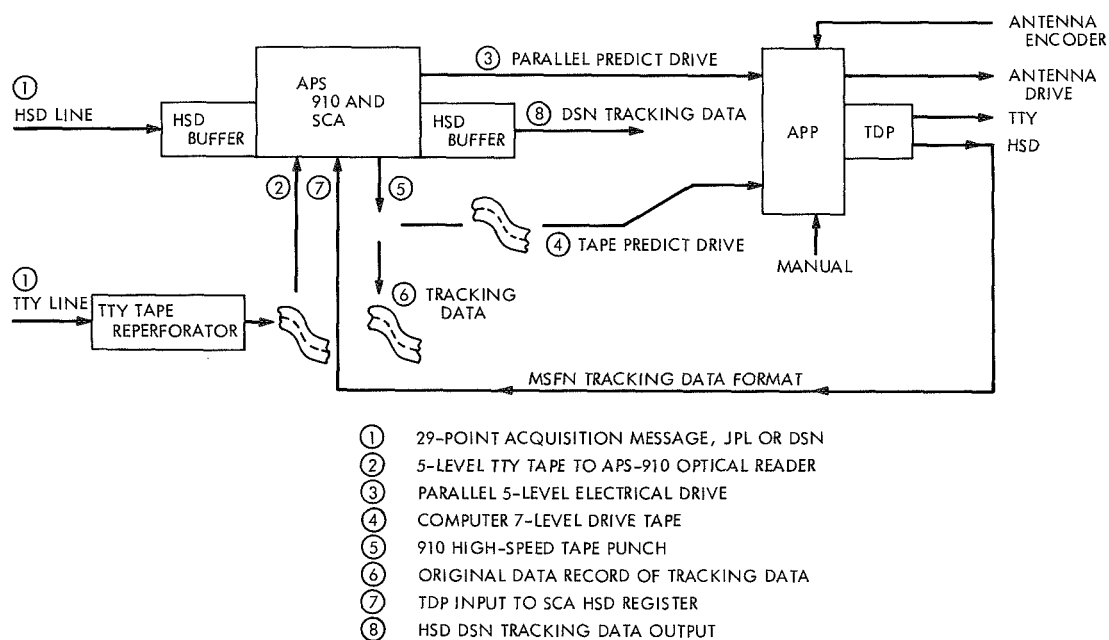 ANTENNA
ENCODER
③ PARALLEL PREDICT DRIVE
APS
910 AND
SCA
ANTENNA
DRIVE
①
HSD LINE
HSD
BUFFER
HSD
BUFFER
⑧ DSN TRACKING DATA
APP
TDP
TTY
HSD
② ⑦ ⑤
④ TAPE PREDICT DRIVE
MANUAL
①
TTY LINE
TTY TAPE
REPERFORATOR
⑥ TRACKING
DATA
MSFN TRACKING DATA FORMAT
① 29-POINT ACQUISITION MESSAGE, JPL OR DSN
② 5-LEVEL TTY TAPE TO APS-910 OPTICAL READER
③ PARALLEL 5-LEVEL ELECTRICAL DRIVE
④ COMPUTER 7-LEVEL DRIVE TAPE
⑤ 910 HIGH-SPEED TAPE PUNCH
⑥ ORIGINAL DATA RECORD OF TRACKING DATA
⑦ TDP INPUT TO SCA HSD REGISTER
⑧ HSD DSN TRACKING DATA OUTPUT